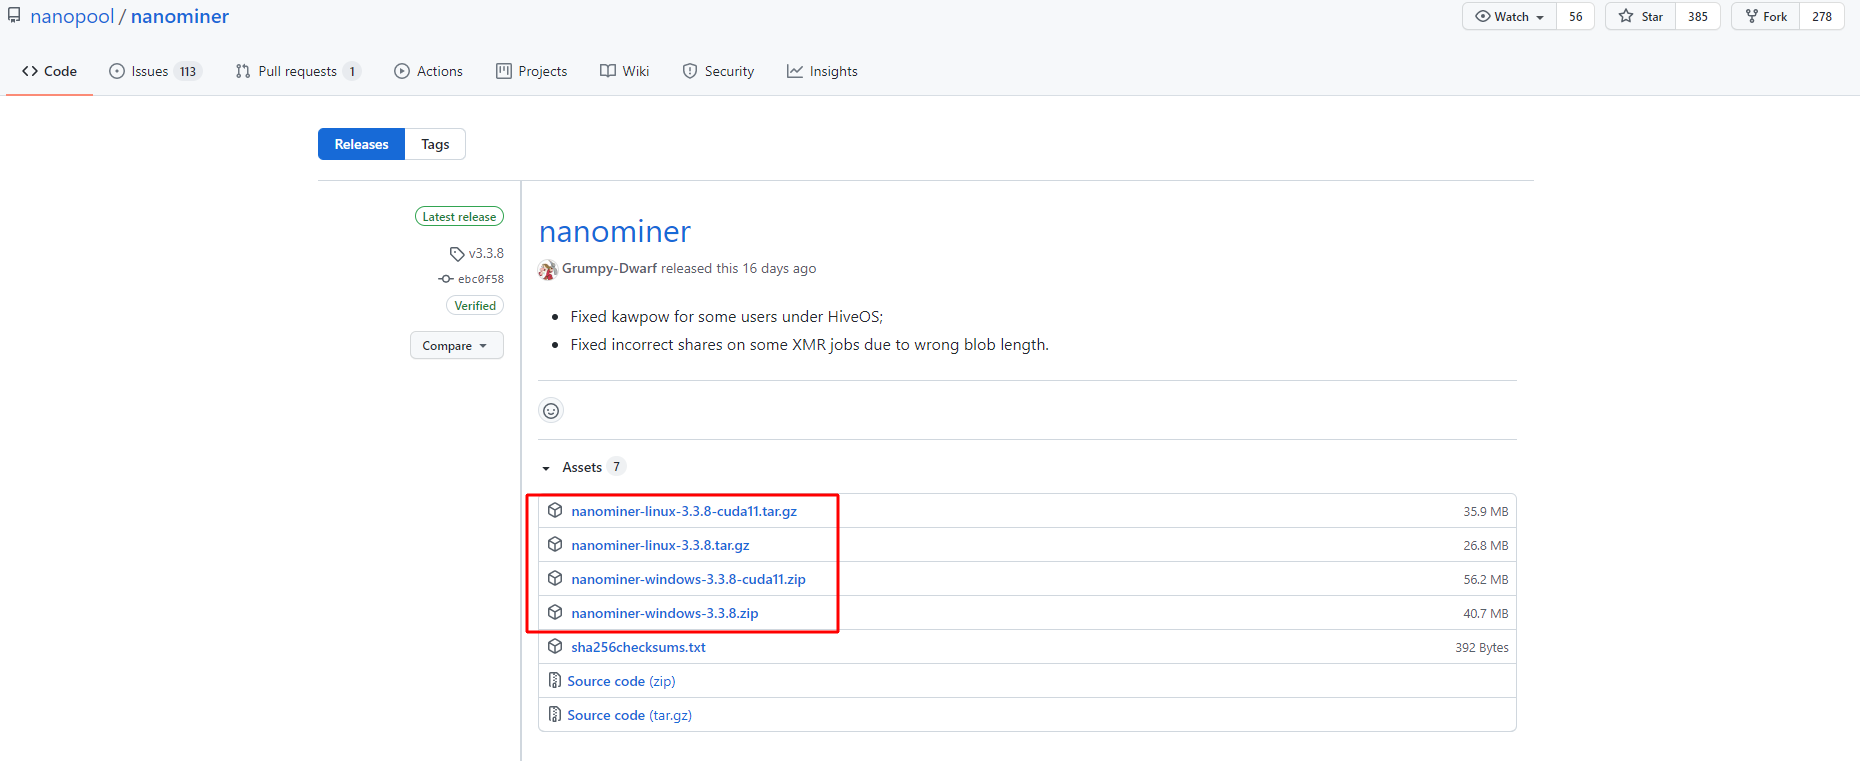 nanopool / nanominer
Watch 56 Star 385 Fork 278
Code Issues 113 Pull requests 1 Actions Projects Wiki Security Insights
Releases Tags
Latest release
v3.3.8
ebc0f58
Verified
Compare
nanominer
Grumpy-Dwarf released this 16 days ago
Fixed kawpow for some users under HiveOS;
Fixed incorrect shares on some XMR jobs due to wrong blob length.
Assets 7
nanominer-linux-3.3.8-cuda11.tar.gz 35.9 MB
nanominer-linux-3.3.8.tar.gz 26.8 MB
nanominer-windows-3.3.8-cuda11.zip 56.2 MB
nanominer-windows-3.3.8.zip 40.7 MB
sha256checksums.txt 392 Bytes
Source code (zip)
Source code (tar.gz)